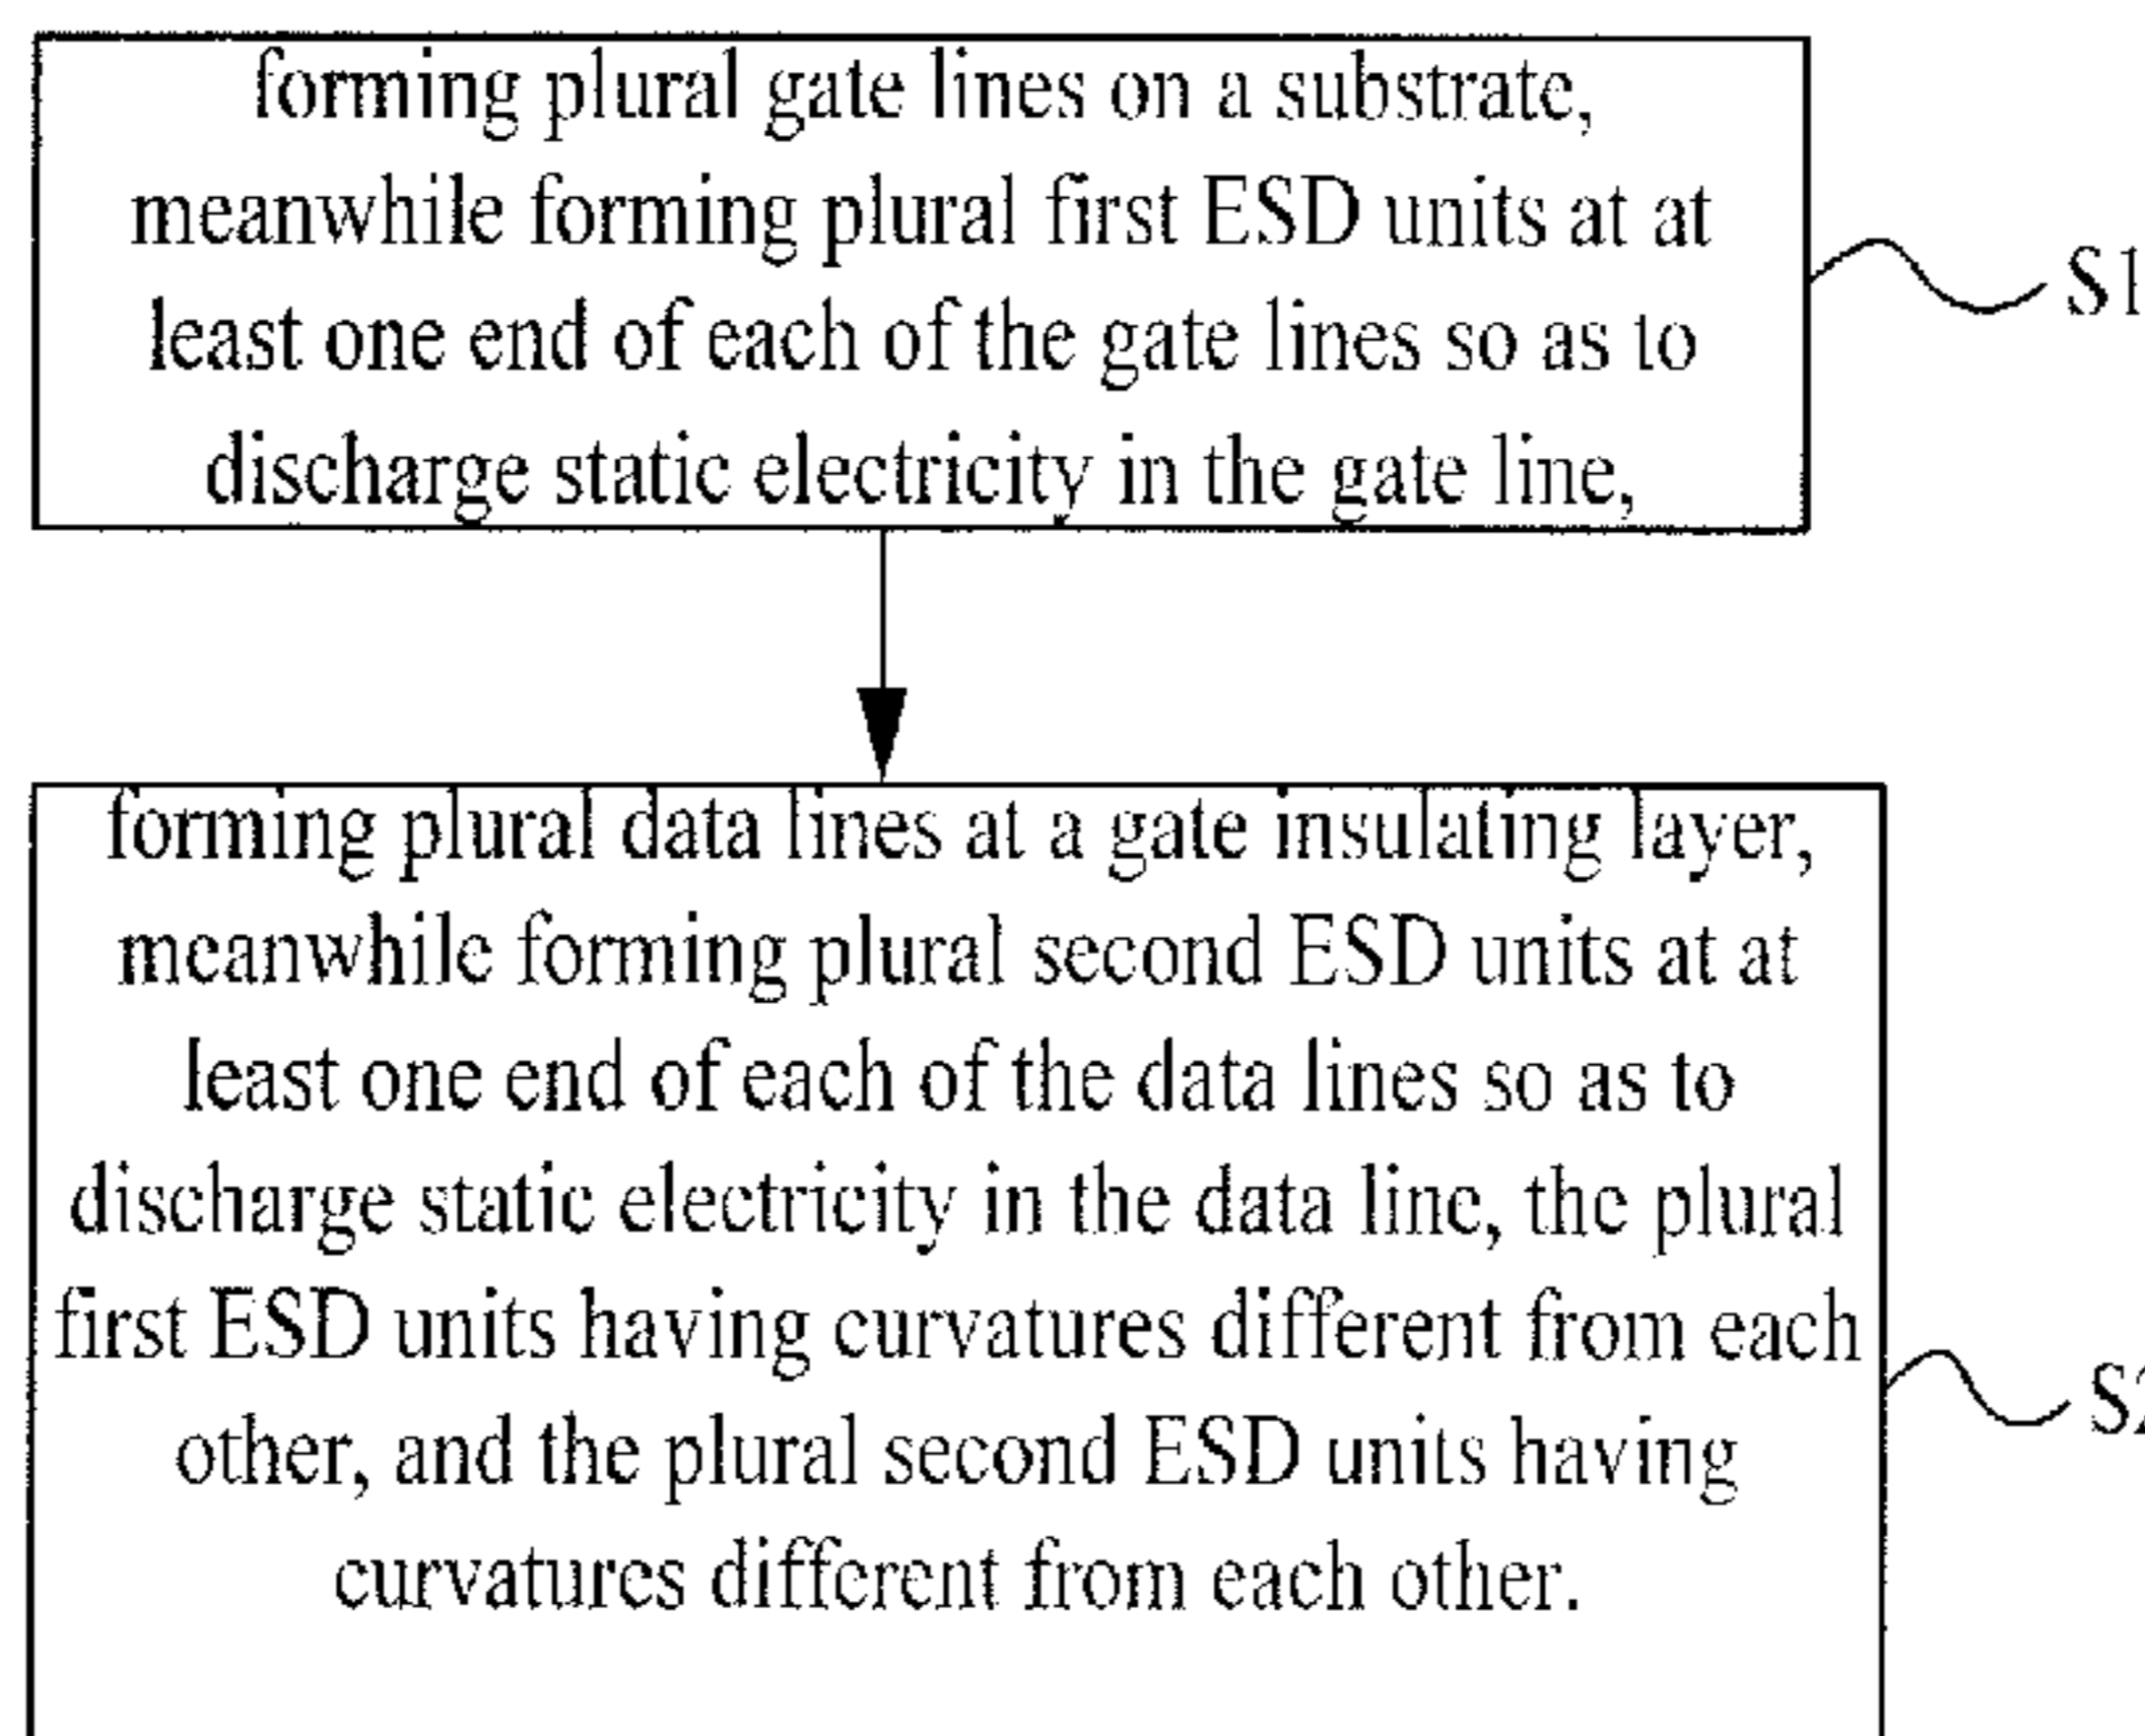 forming plural gate lines on a substrate,
meanwhile forming plural first ESD units at at
least one end of each of the gate lines so as to
discharge static electricity in the gate line,
S1
forming plural data lines at a gate insulating layer,
meanwhile forming plural second ESD units at at
least one end of each of the data lines so as to
discharge static electricity in the data line, the plural
first ESD units having curvatures different from each
other, and the plural second ESD units having
curvatures different from each other.
S2